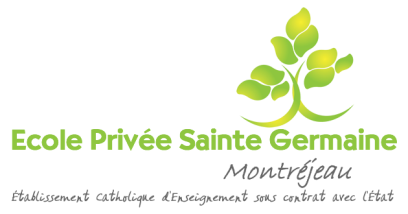 Ecole Privée Sainte Germaine
Montréjeau
Établissement Catholique d'Enseignement sous contrat avec l'État